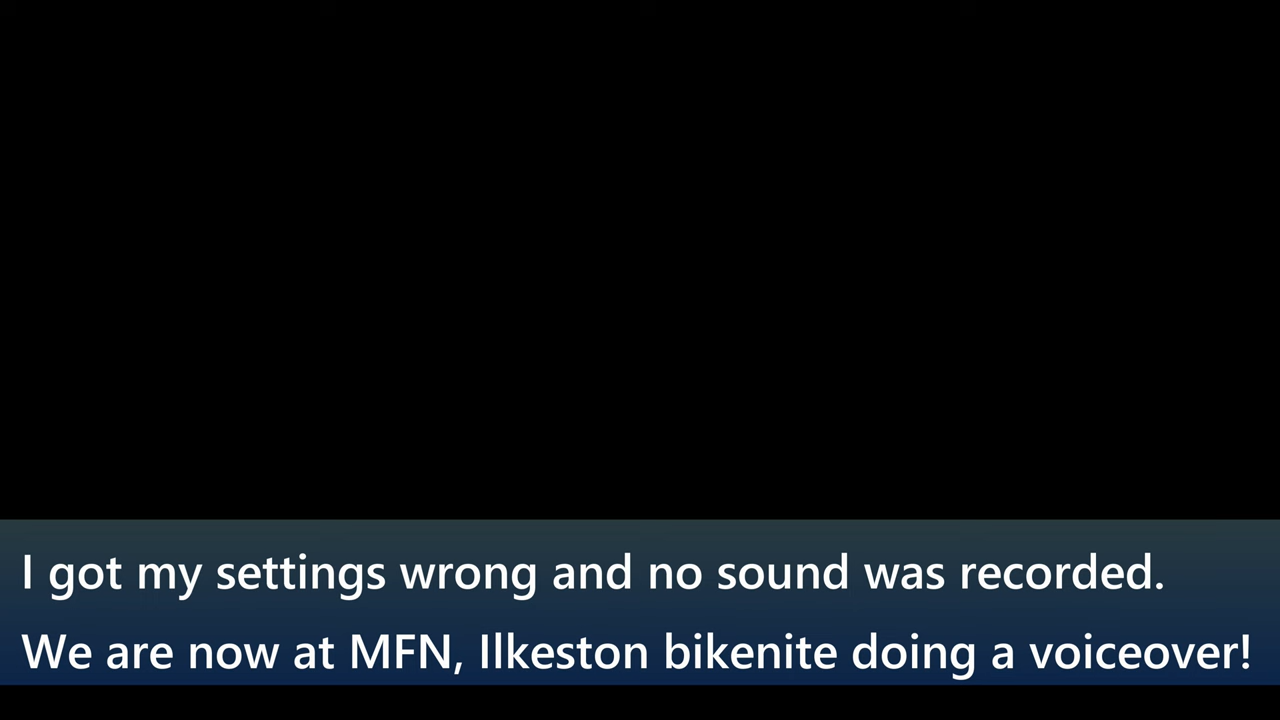 I got my settings wrong and no sound was recorded.
We are now at MFN, Ilkeston bikenite doing a voiceover!